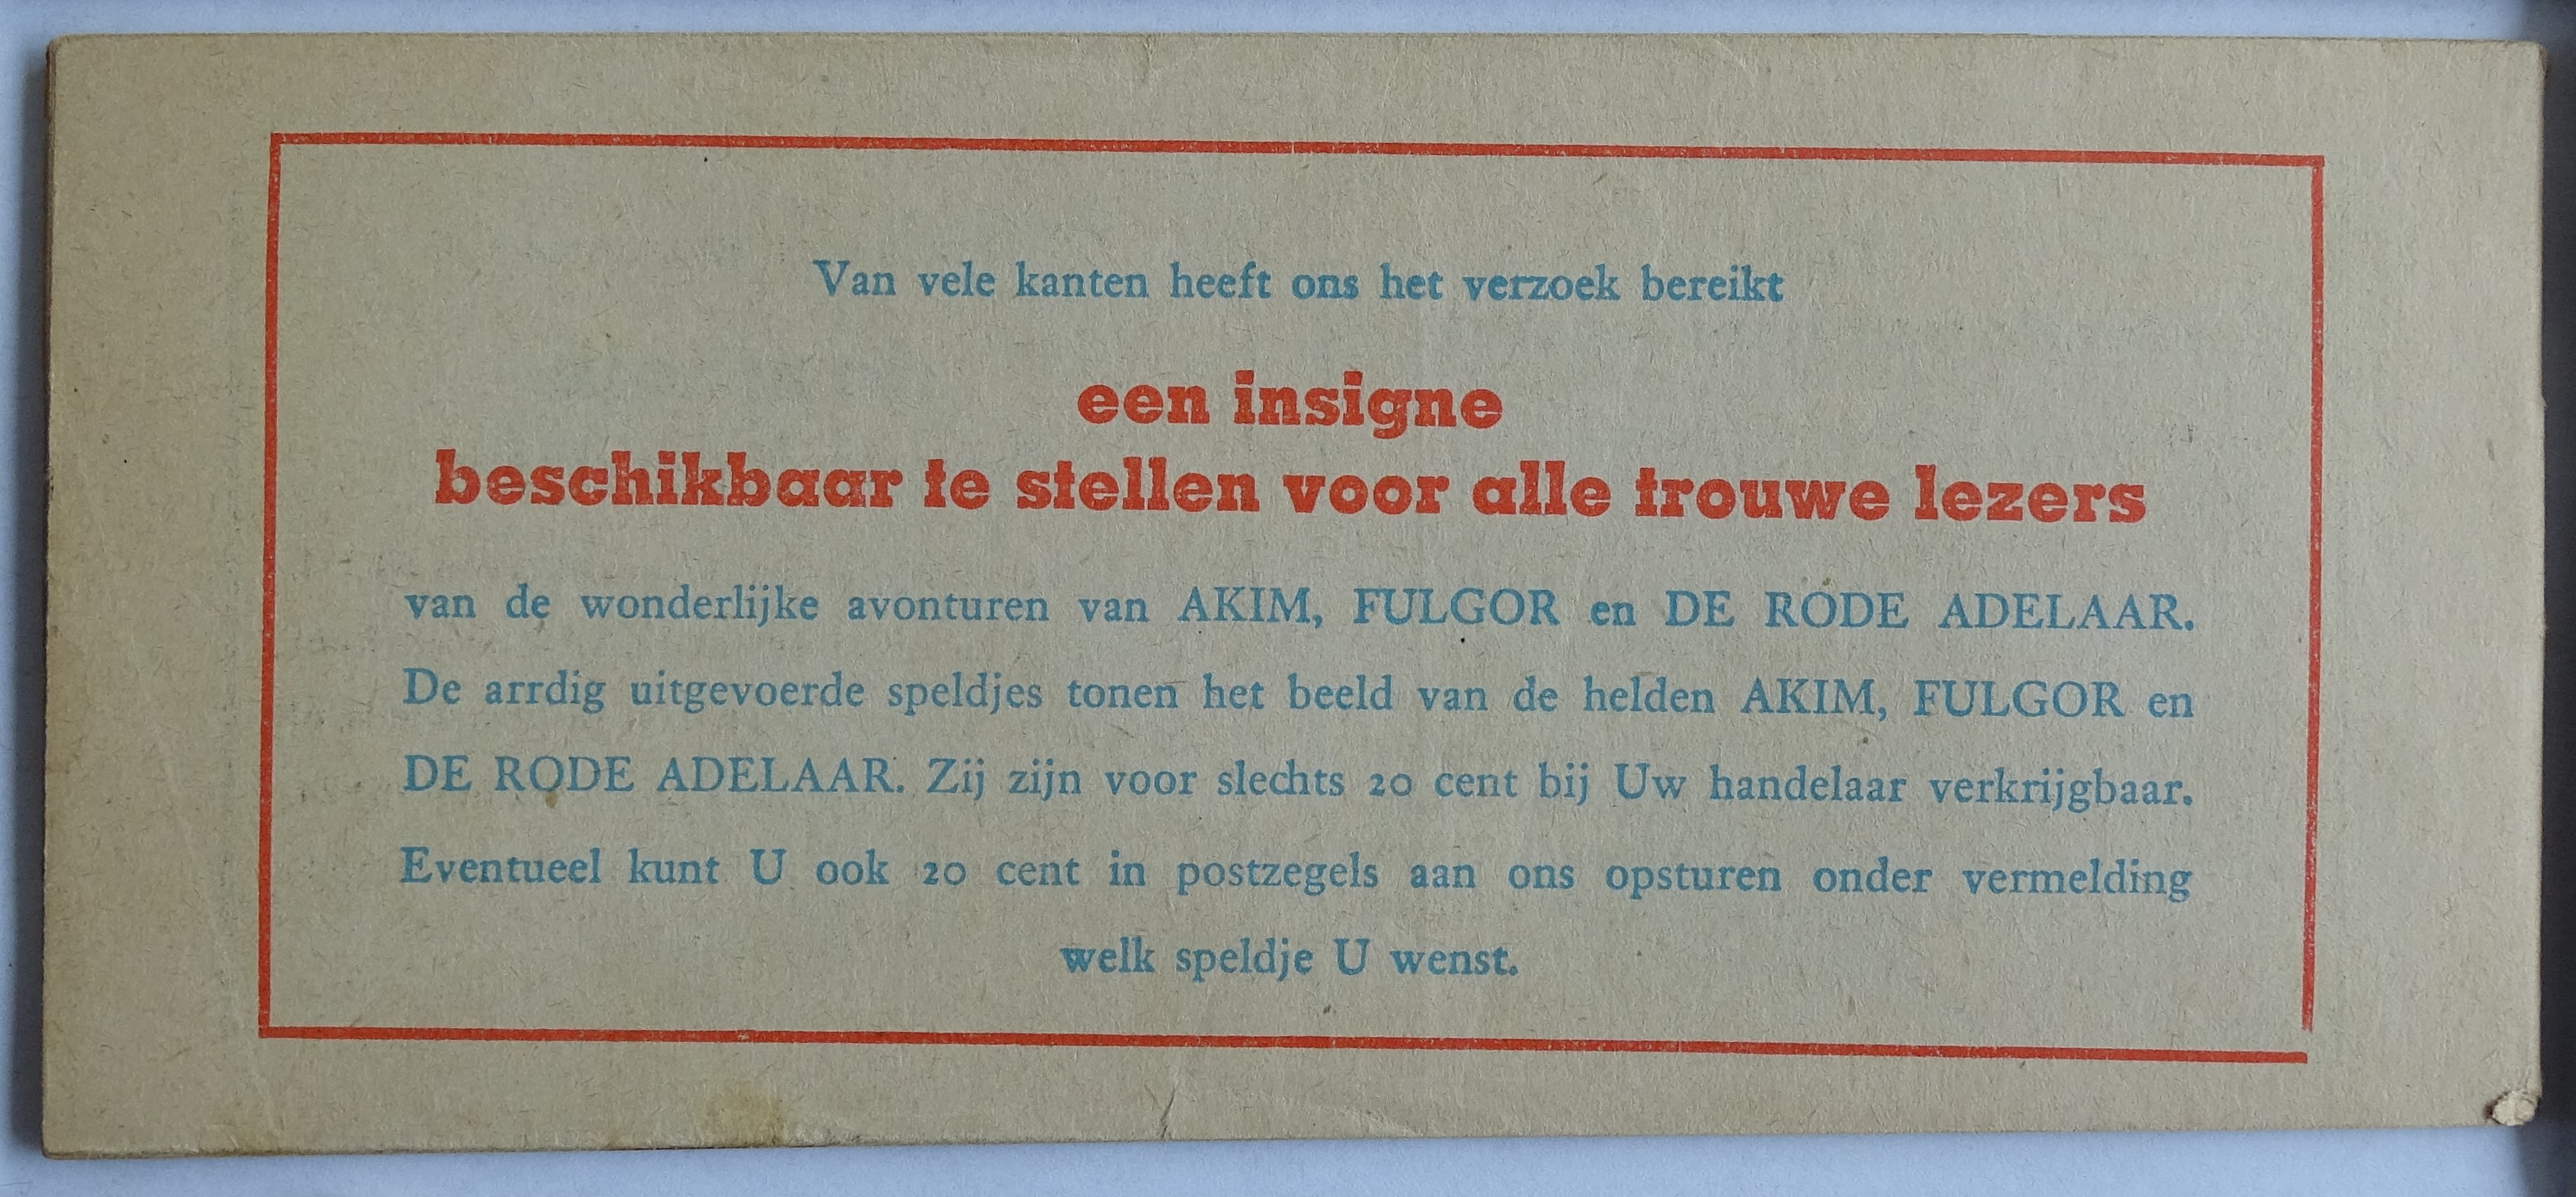 Van vele kanten heeft ons het verzoek bereikt
een insigne
beschikbaar te stellen voor alle trouwe lezers
van de wonderlijke avonturen van AKIM, FULGOR en DE RODE ADELAAR.
De arrdig uitgevoerde speldjes tonen het beeld van de helden AKIM, FULGOR en
DE RODE ADELAAR. Zij zijn voor slechts 20 cent bij Uw handelaar verkrijgbaar.
Eventueel kunt U ook 20 cent in postzegels aan ons opsturen onder vermelding
welk speldje U wenst.